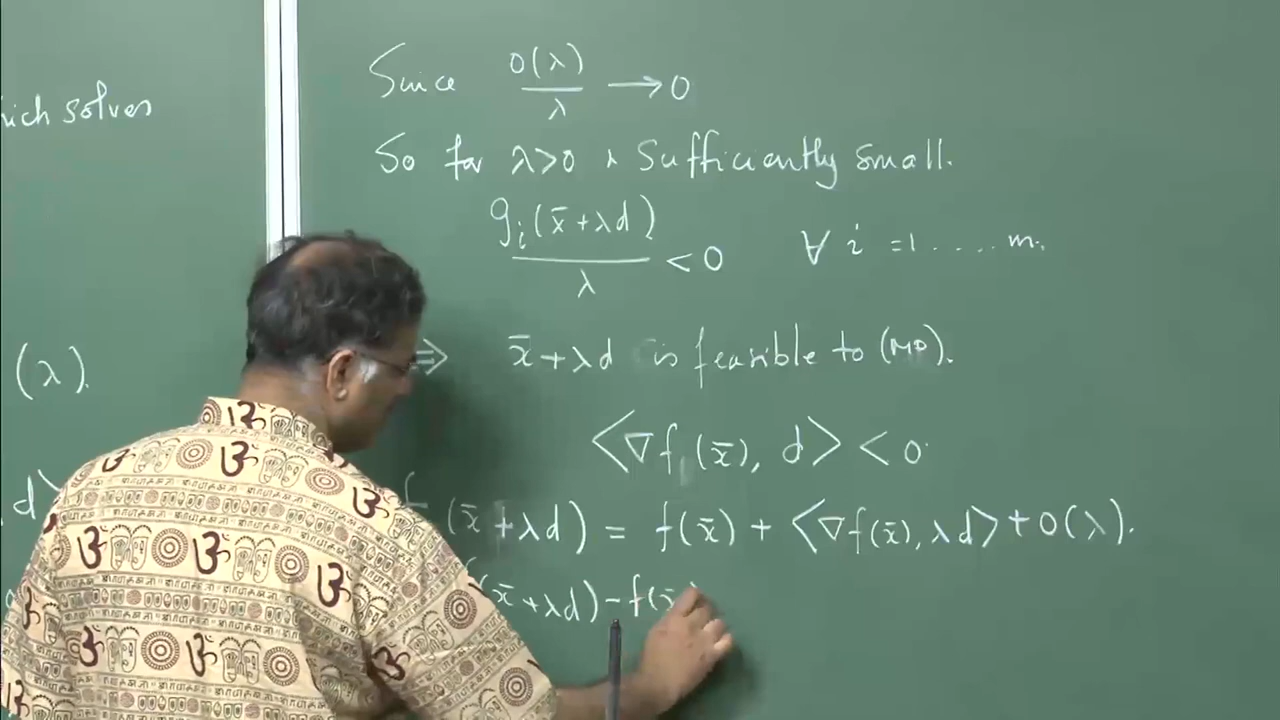 ich solves
(λ).
d>
Since o(λ)/λ → 0
So for λ>0 & sufficiently small.
g_i(x̄+λd)/λ < 0 ∀ i =1.....m.
⇒ x̄+λd is feasible to (MP).
<∇f(x̄), d> < 0.
f(x̄+λd) = f(x̄) + <∇f(x̄), λd> + o(λ).
(x̄+λd) - f(x̄)